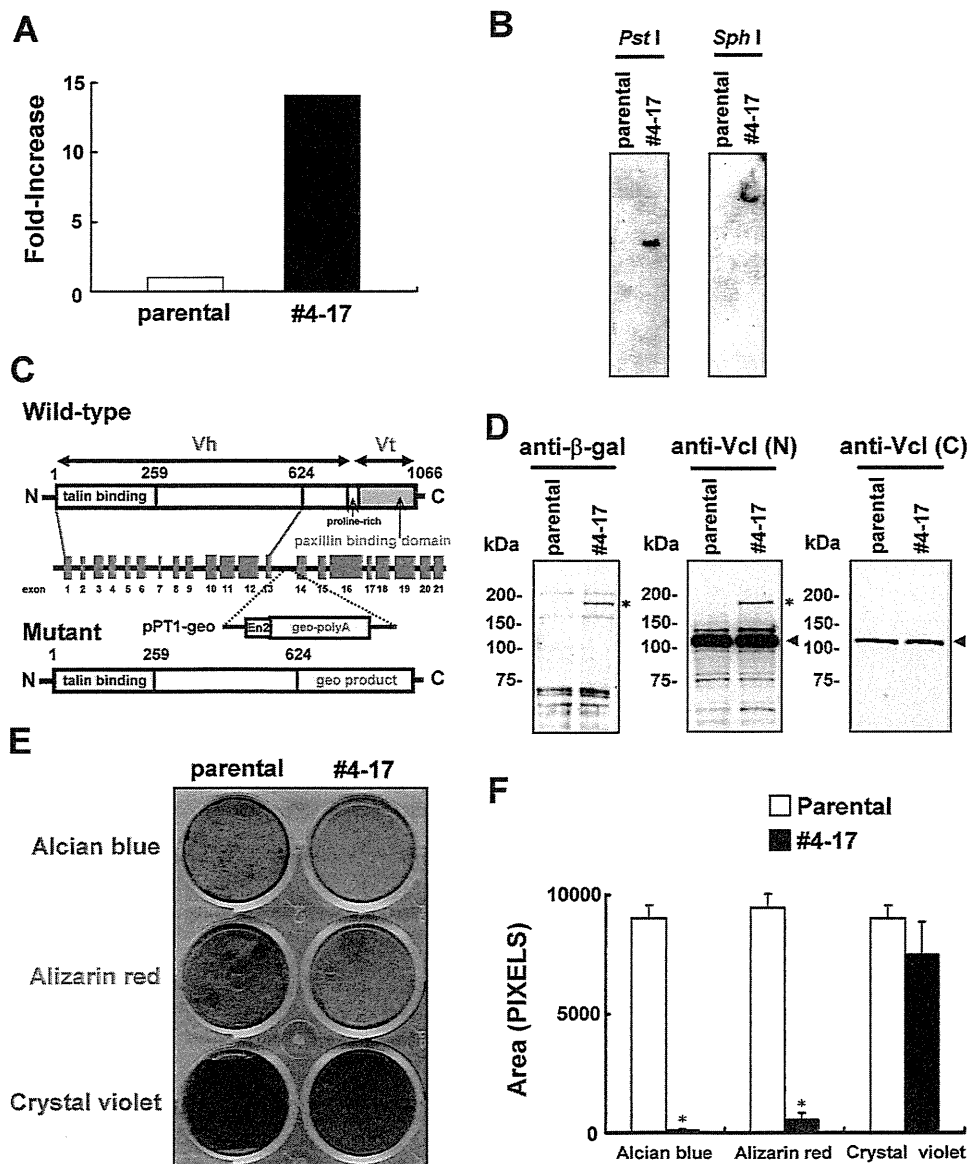 A
15
10
5
0
Fold-Increase
parental
#4-17
B
Pst I
Sph I
parental
#4-17
parental
#4-17
C
Wild-type
Vh
Vt
1
259
624
1066
N
talin binding
C
proline-rich
paxillin binding domain
exon 1 2 3 4 5 6 7 8 9 10 11 12 13 14 15 16 17 18 19 20 21
Mutant
pPT1-geo
En2
geo-polyA
1
259
624
N
talin binding
geo product
C
D
anti-β-gal
anti-Vcl (N)
anti-Vcl (C)
parental
#4-17
parental
#4-17
parental
#4-17
kDa
200-
150-
100-
75-
*
kDa
200-
150-
100-
75-
*
kDa
200-
150-
100-
75-
E
parental
#4-17
Alcian blue
Alizarin red
Crystal violet
F
Parental
#4-17
10000
5000
0
Area (PIXELS)
*
*
Alcian blue
Alizarin red
Crystal violet